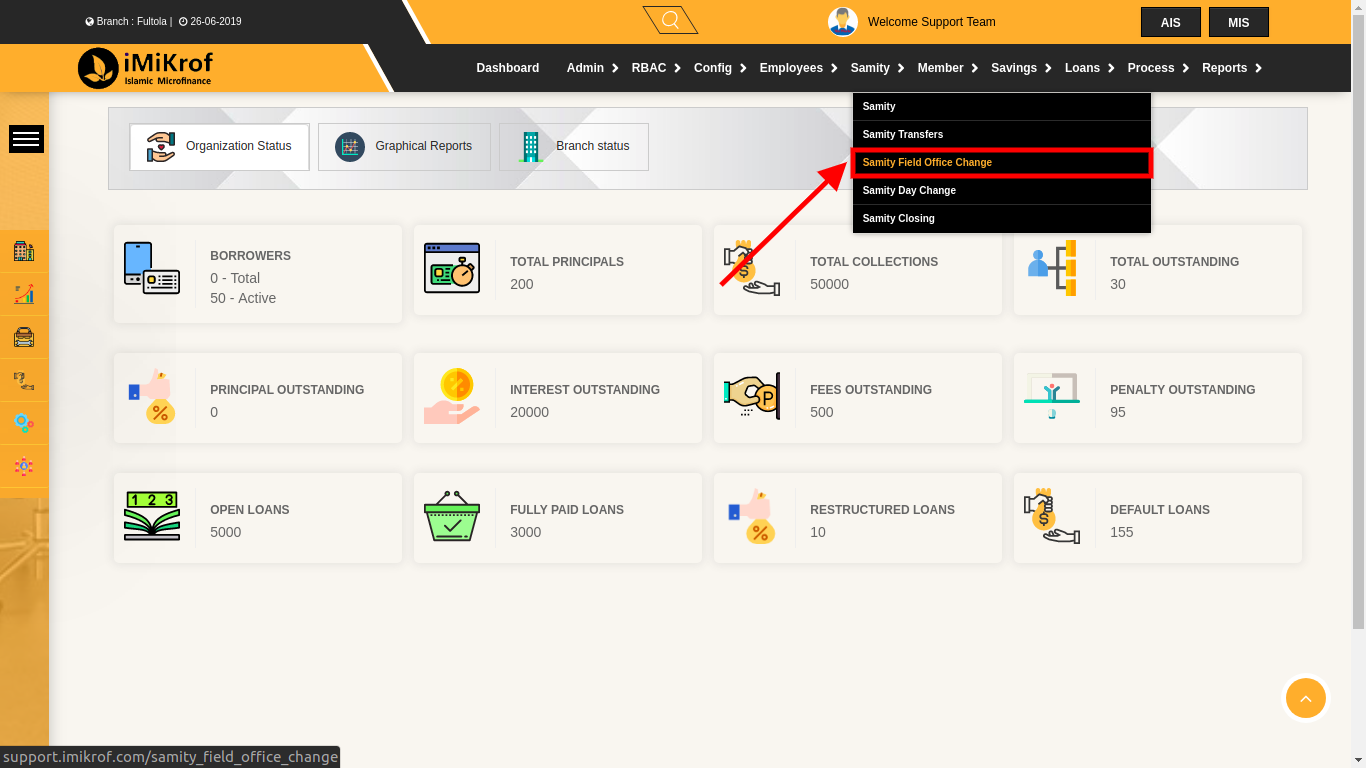 Branch : Fultola | 26-06-2019
Welcome Support Team
AIS
MIS
iMiKrof
Islamic Microfinance
Dashboard Admin RBAC Config Employees Samity Member Savings Loans Process Reports
Samity
Samity Transfers
Samity Field Office Change
Samity Day Change
Samity Closing
Organization Status
Graphical Reports
Branch status
BORROWERS
0 - Total
50 - Active
TOTAL PRINCIPALS
200
$
TOTAL COLLECTIONS
50000
TOTAL OUTSTANDING
30
%
PRINCIPAL OUTSTANDING
0
%
INTEREST OUTSTANDING
20000
P
FEES OUTSTANDING
500
PENALTY OUTSTANDING
95
1 2 3
OPEN LOANS
5000
FULLY PAID LOANS
3000
%
RESTRUCTURED LOANS
10
$
DEFAULT LOANS
155
support.imikrof.com/samity_field_office_change